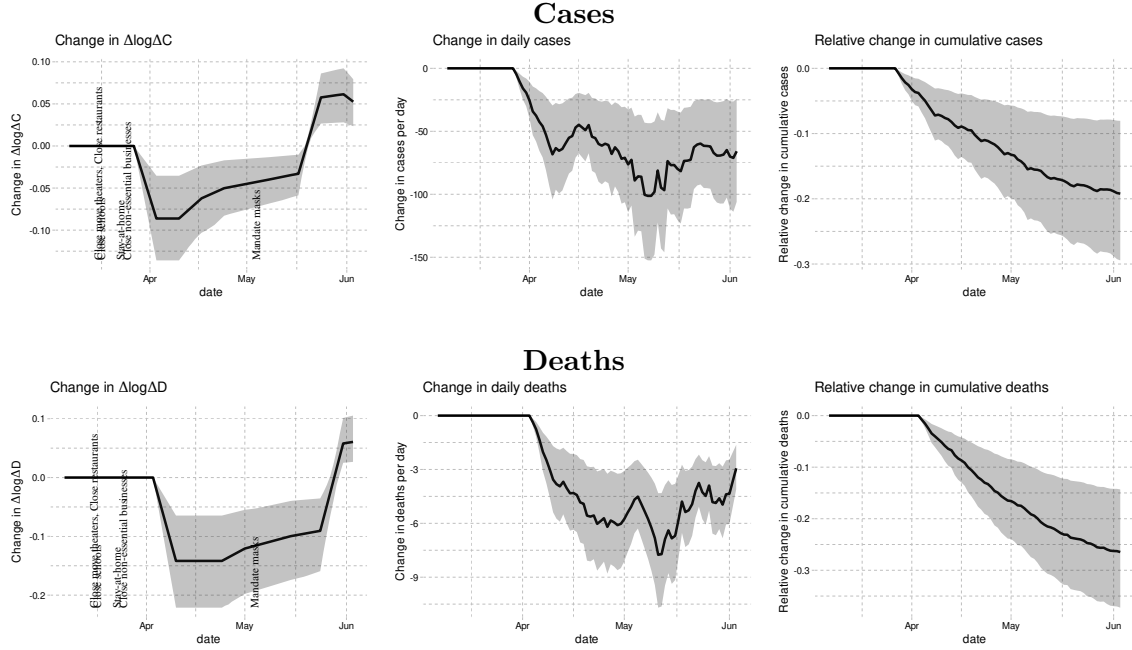 Cases
Change in ΔlogΔC
Change in ΔlogΔC
0.10
0.05
0.00
-0.05
-0.10
Close movie theaters, Close restaurants
Close schools
Stay-at-home
Close non-essential businesses
Mandate masks
Apr
May
Jun
date
Change in daily cases
Change in cases per day
0
-50
-100
-150
Apr
May
Jun
date
Relative change in cumulative cases
Relative change in cumulative cases
0.0
-0.1
-0.2
-0.3
Apr
May
Jun
date
Deaths
Change in ΔlogΔD
Change in ΔlogΔD
0.1
0.0
-0.1
-0.2
Close movie theaters, Close restaurants
Close schools
Stay-at-home
Close non-essential businesses
Mandate masks
Apr
May
Jun
date
Change in daily deaths
Change in deaths per day
0
-3
-6
-9
Apr
May
Jun
date
Relative change in cumulative deaths
Relative change in cumulative deaths
0.0
-0.1
-0.2
-0.3
Apr
May
Jun
date